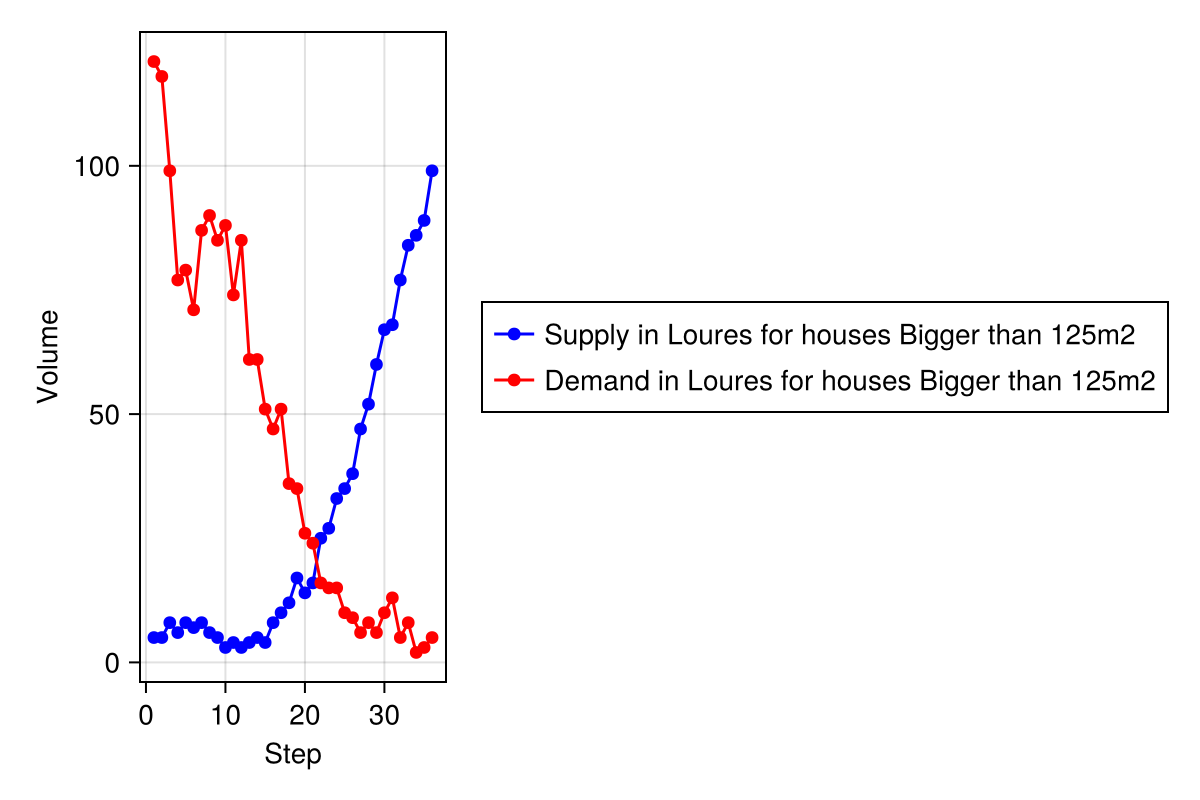 100
50
0
Volume
0 10 20 30
Step
Supply in Loures for houses Bigger than 125m2
Demand in Loures for houses Bigger than 125m2